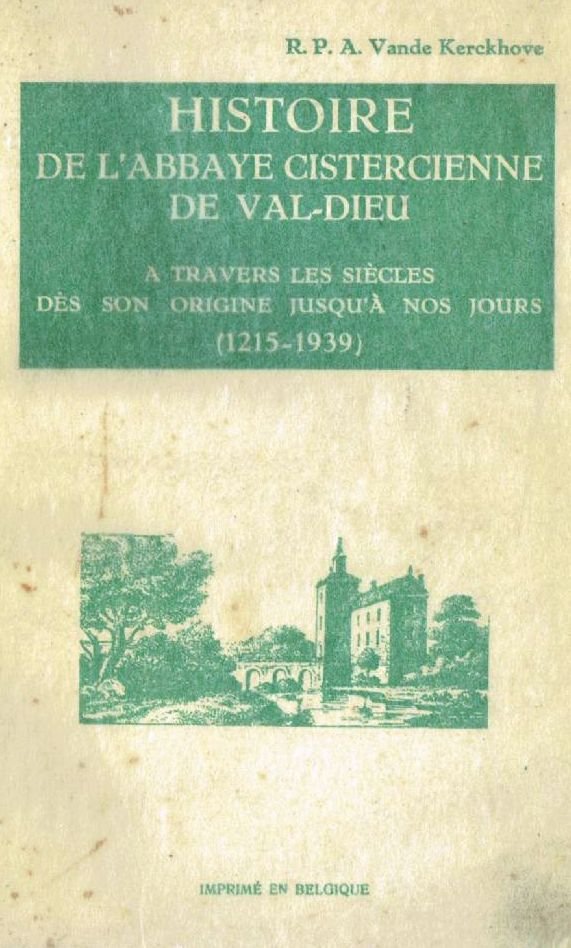 R. P. A. Vande Kerckhove
HISTOIRE
DE L'ABBAYE CISTERCIENNE
DE VAL-DIEU
A TRAVERS LES SIÈCLES
DÈS SON ORIGINE JUSQU'À NOS JOURS
(1215-1939)
IMPRIMÉ EN BELGIQUE